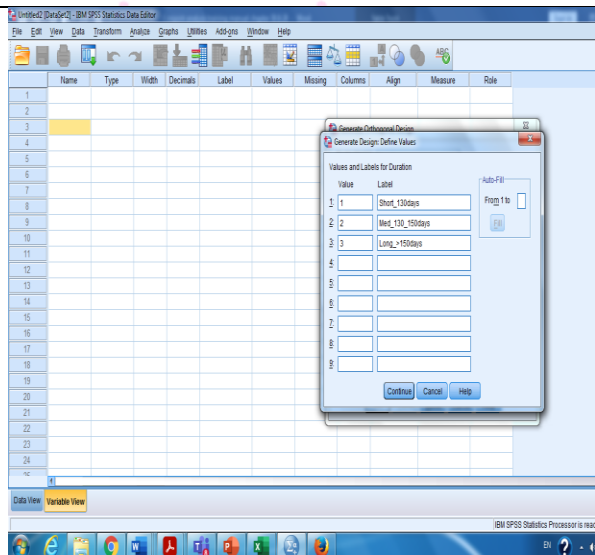 Untitled2 [DataSet2] - IBM SPSS Statistics Data Editor
File Edit View Data Transform Analyze Graphs Utilities Add-ons Window Help
Name Type Width Decimals Label Values Missing Columns Align Measure Role
1
2
3
4
5
6
7
8
9
10
11
12
13
14
15
16
17
18
19
20
21
22
23
24
Generate Orthogonal Design
Generate Design: Define Values
Values and Labels for Duration
Value Label
1: 1 Short_130days
2: 2 Med_130_150days
3: 3 Long_>150days
4:
5:
6:
7:
8:
9:
Auto-Fill
From 1 to
Fill
Continue Cancel Help
Data View Variable View
IBM SPSS Statistics Processor is read
EN